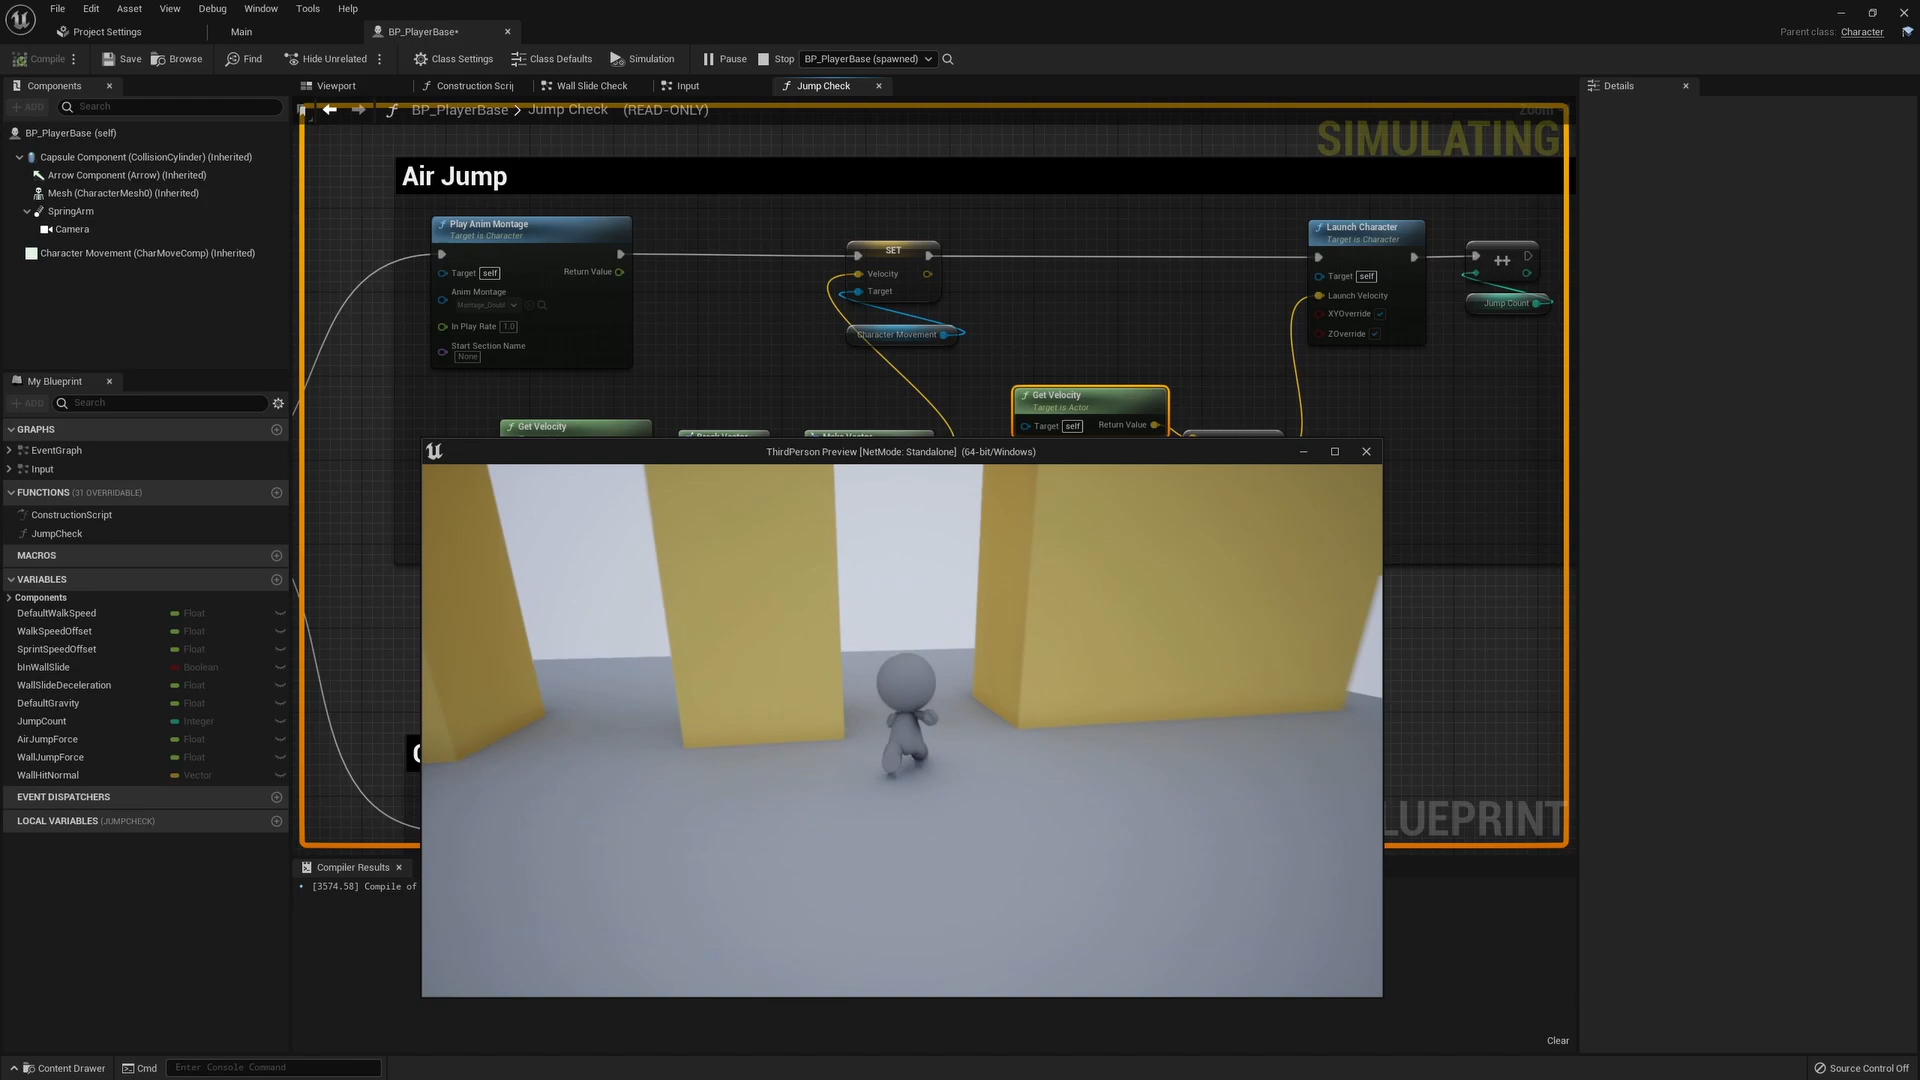 File Edit Asset View Debug Window Tools Help
Project Settings Main BP_PlayerBase* Parent class: Character
Compile Save Browse Find Hide Unrelated Class Settings Class Defaults Simulation Pause Stop BP_PlayerBase (spawned)
Components Viewport Construction Scrip Wall Slide Check Input Jump Check Details
ADD Search
BP_PlayerBase > Jump Check (READ-ONLY) Zoom
SIMULATING
BP_PlayerBase (self)
Capsule Component (CollisionCylinder) (Inherited)
Arrow Component (Arrow) (Inherited)
Mesh (CharacterMesh0) (Inherited)
SpringArm
Camera
Character Movement (CharMoveComp) (Inherited)
Air Jump
Play Anim Montage
Target is Character
Target self Return Value
Anim Montage
In Play Rate 1.0
Start Section Name
None
SET
Velocity
Target
Character Movement
Launch Character
Target is Character
Target self
Launch Velocity
XYOverride
ZOverride
++
Jump Count
Get Velocity
Get Velocity
Target is Actor
Target self Return Value
My Blueprint
ADD Search
GRAPHS
EventGraph
Input
FUNCTIONS (31 OVERRIDABLE)
ConstructionScript
JumpCheck
MACROS
VARIABLES
Components
DefaultWalkSpeed Float
WalkSpeedOffset Float
SprintSpeedOffset Float
bInWallSlide Boolean
WallSlideDeceleration Float
DefaultGravity Float
JumpCount Integer
AirJumpForce Float
WallJumpForce Float
WallHitNormal Vector
EVENT DISPATCHERS
LOCAL VARIABLES (JUMPCHECK)
ThirdPerson Preview [NetMode: Standalone] (64-bit/Windows)
LUEPRINT
Compiler Results
[3574.58] Compile of
Clear
Content Drawer Cmd Enter Console Command Source Control Off